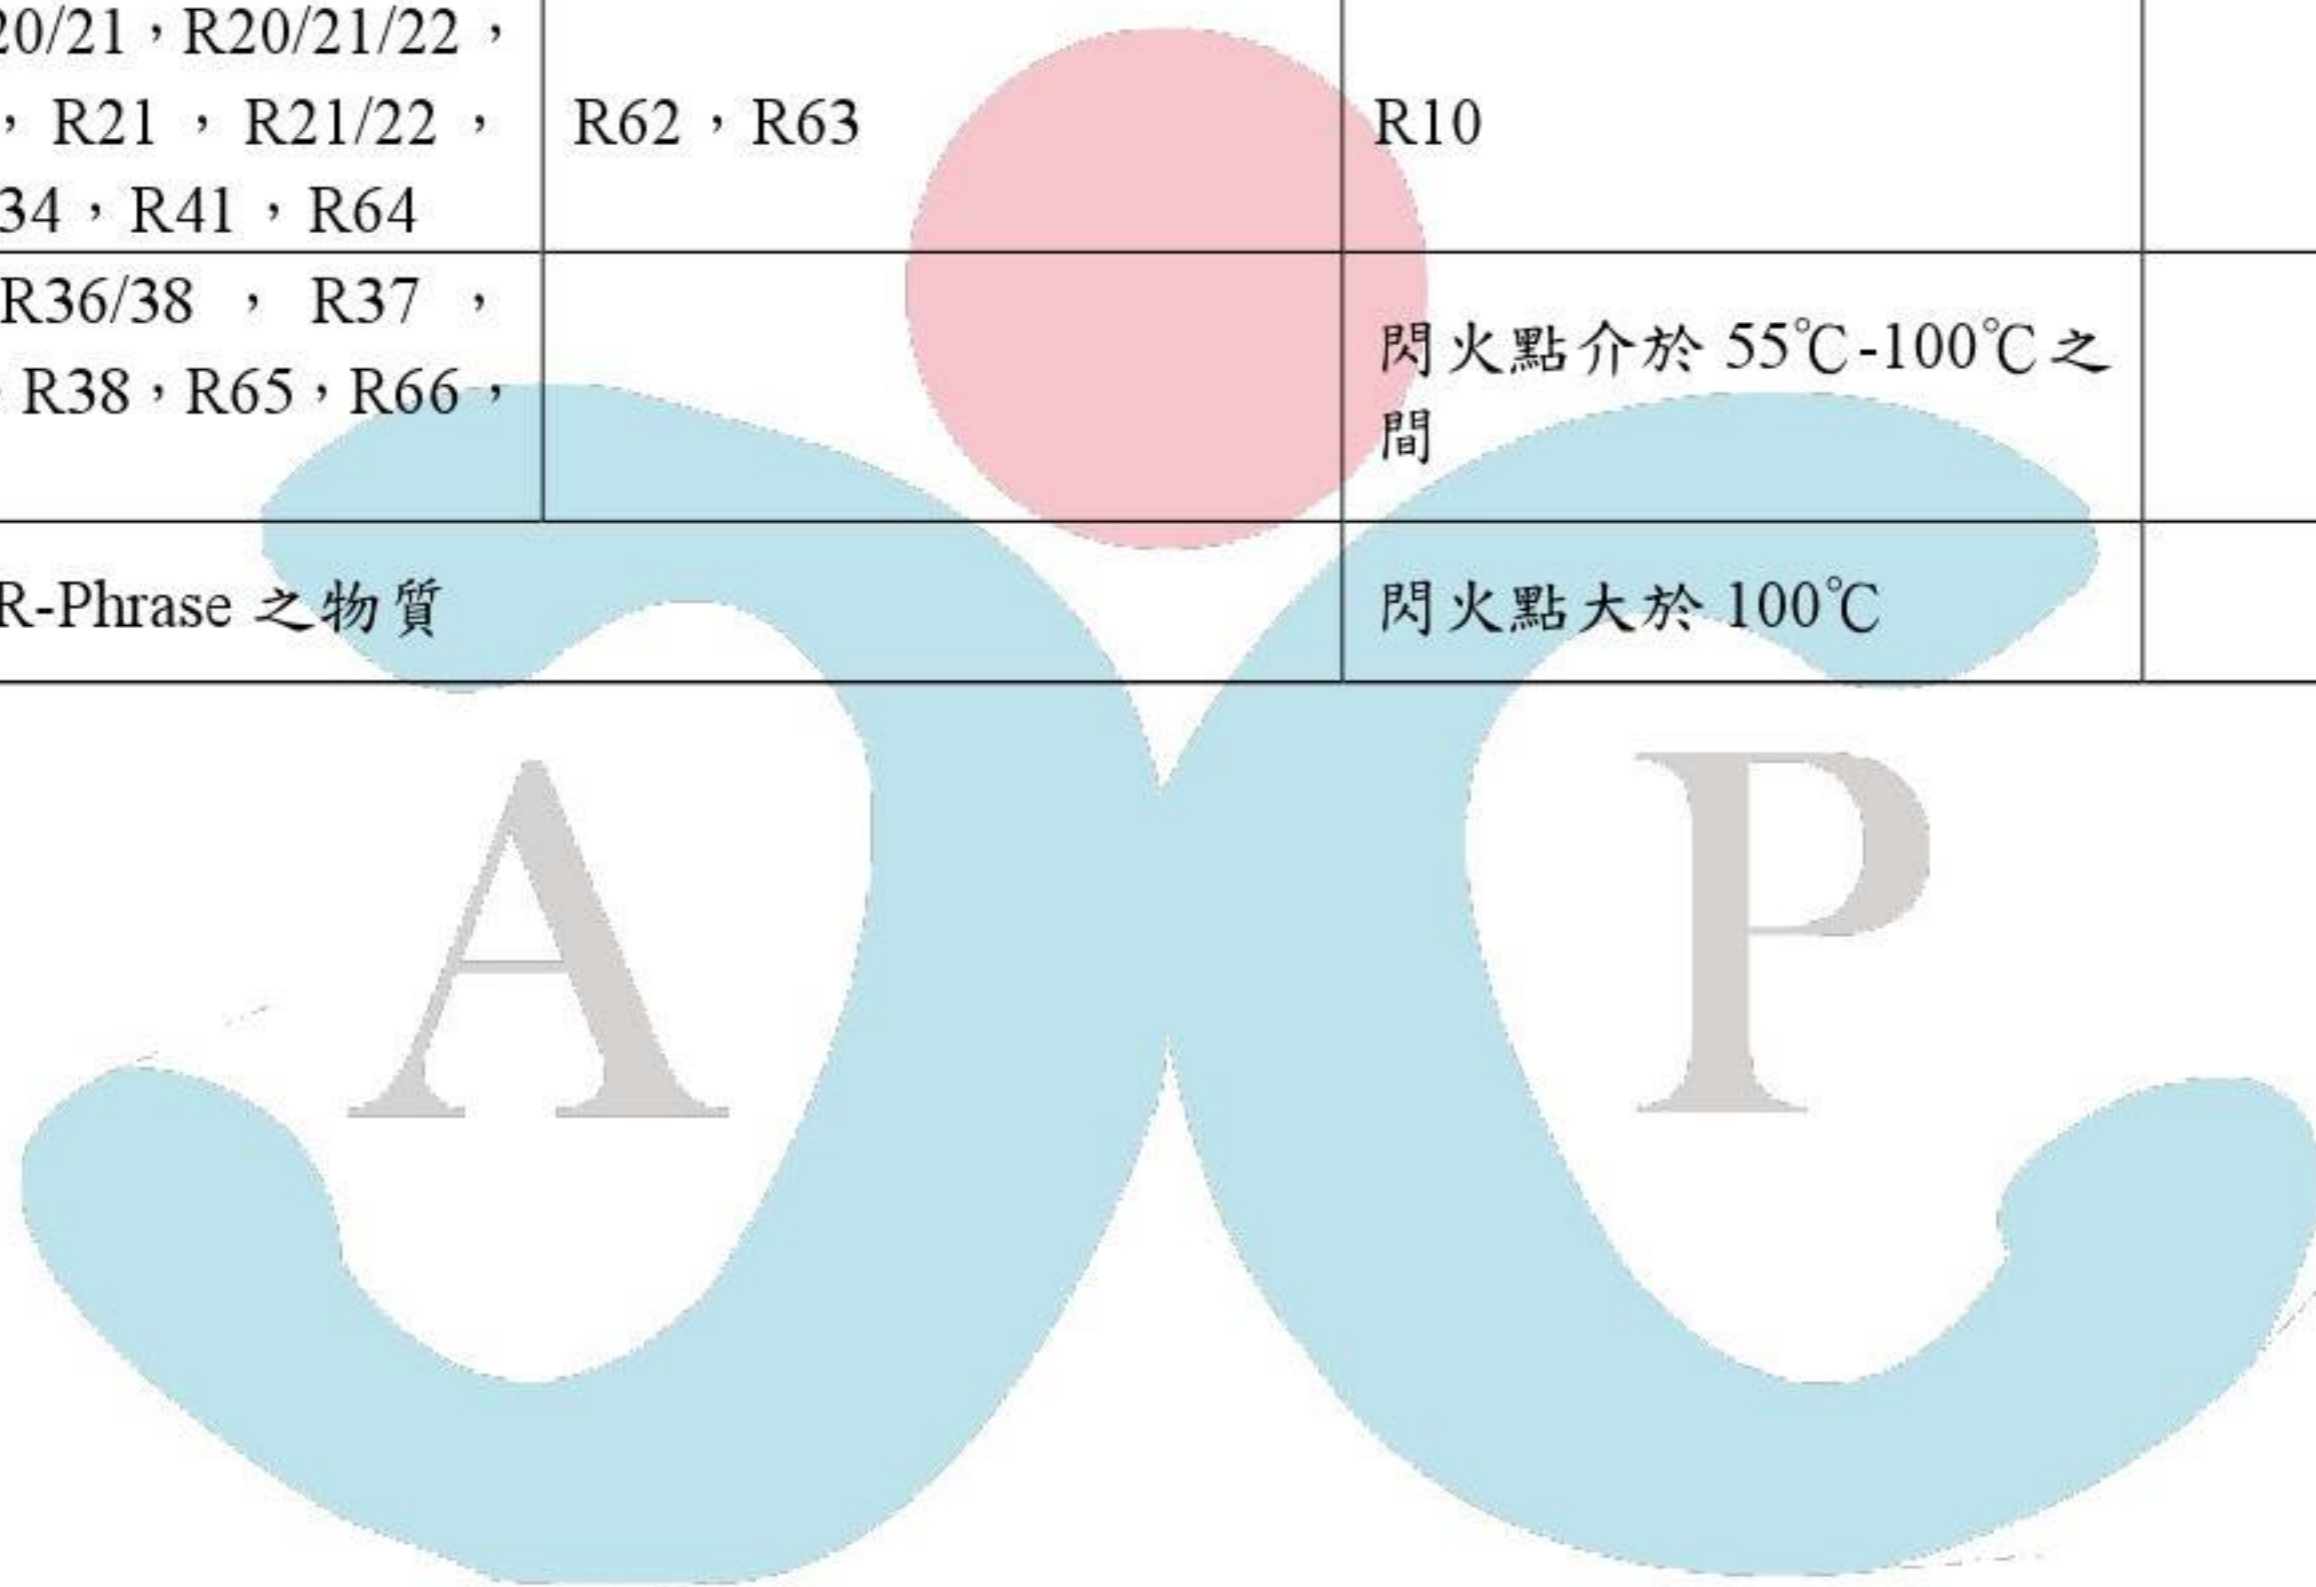 20/21，R20/21/22，
，R21，R21/22，
34，R41，R64
R62，R63
R10
R36/38，R37，
R38，R65，R66，
閃火點介於 55℃-100℃之
間
R-Phrase 之物質
閃火點大於 100℃
A
P